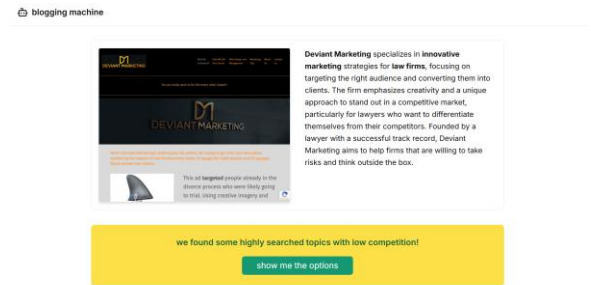 blogging machine
DEVIANT MARKETING
Deviant Marketing specializes in innovative
marketing strategies for law firms, focusing on
targeting the right audience and converting them into
clients. The firm emphasizes creativity and a unique
approach to stand out in a competitive market,
particularly for lawyers who want to differentiate
themselves from their competitors. Founded by a
lawyer with a successful track record, Deviant
Marketing aims to help firms that are willing to take
risks and think outside the box.
DEVIANT MARKETING
This ad targeted people already in the
divorce process who were likely going
to trial. Using creative imagery and
we found some highly searched topics with low competition!
show me the options